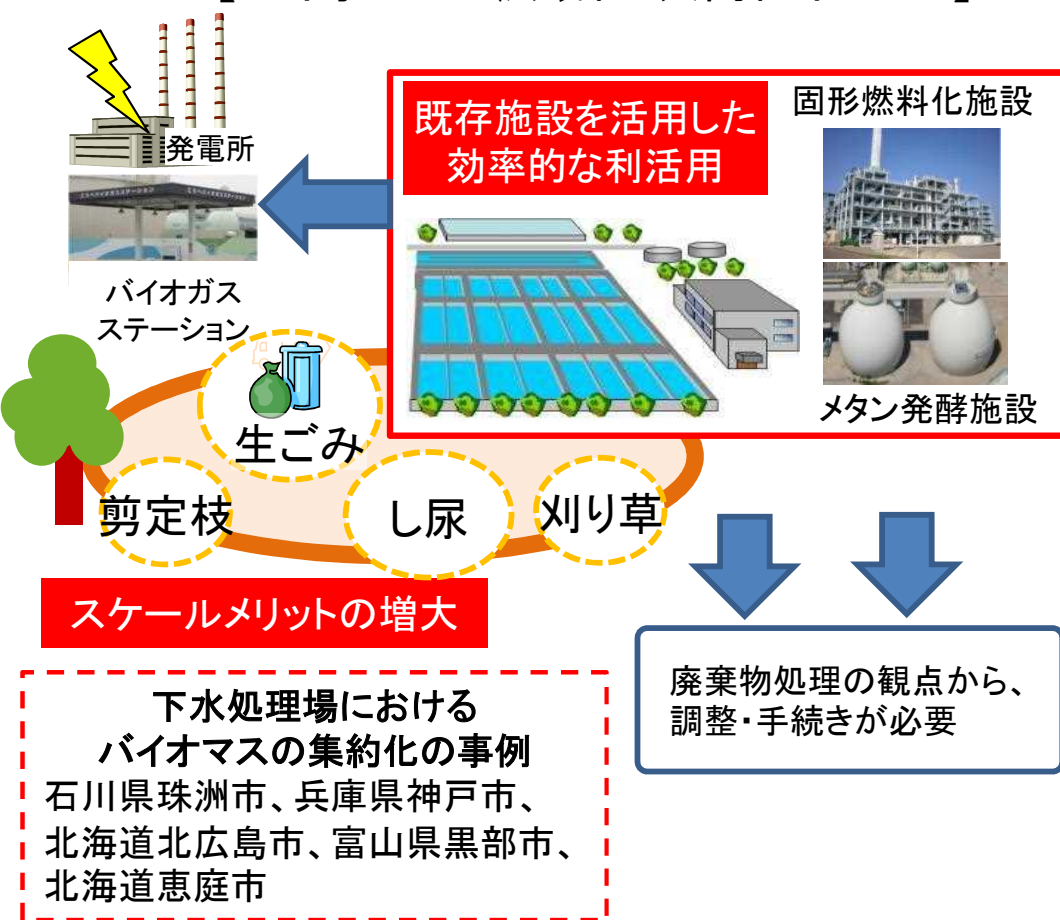 発電所
バイオガス
ステーション
既存施設を活用した
効率的な利活用
固形燃料化施設
メタン発酵施設
生ごみ
剪定枝
し尿
刈り草
スケールメリットの増大
下水処理場における
バイオマスの集約化の事例
石川県珠洲市、兵庫県神戸市、
北海道北広島市、富山県黒部市、
北海道恵庭市
廃棄物処理の観点から、
調整・手続きが必要